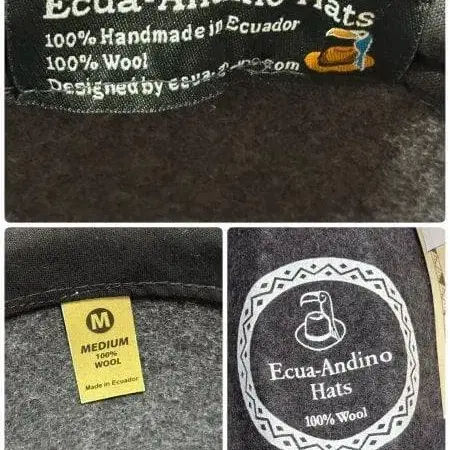 Ecua-Andino Hats
100% Handmade in Ecuador
100% Wool
Designed by
M
MEDIUM
100%
WOOL
Made in Ecuador
Ecua-Andino
Hats
100% Wool